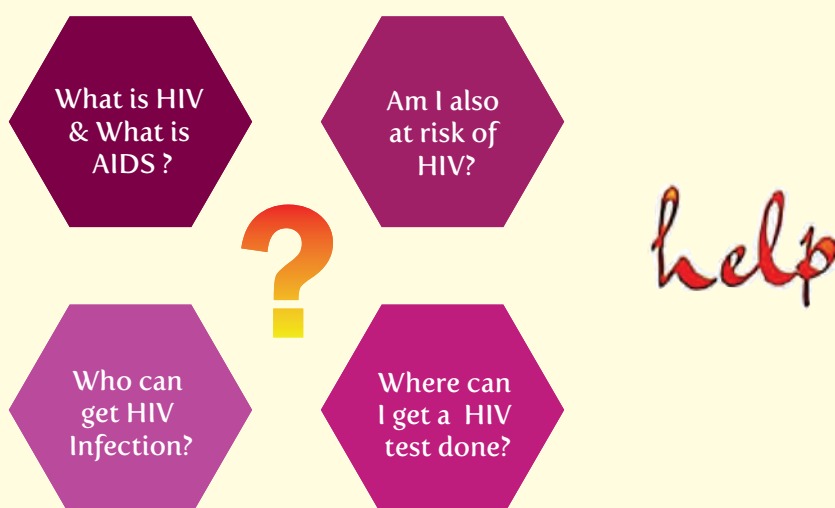 What is HIV
& What is
AIDS ?
Am I also
at risk of
HIV?
?
help
Who can
get HIV
Infection?
Where can
I get a HIV
test done?